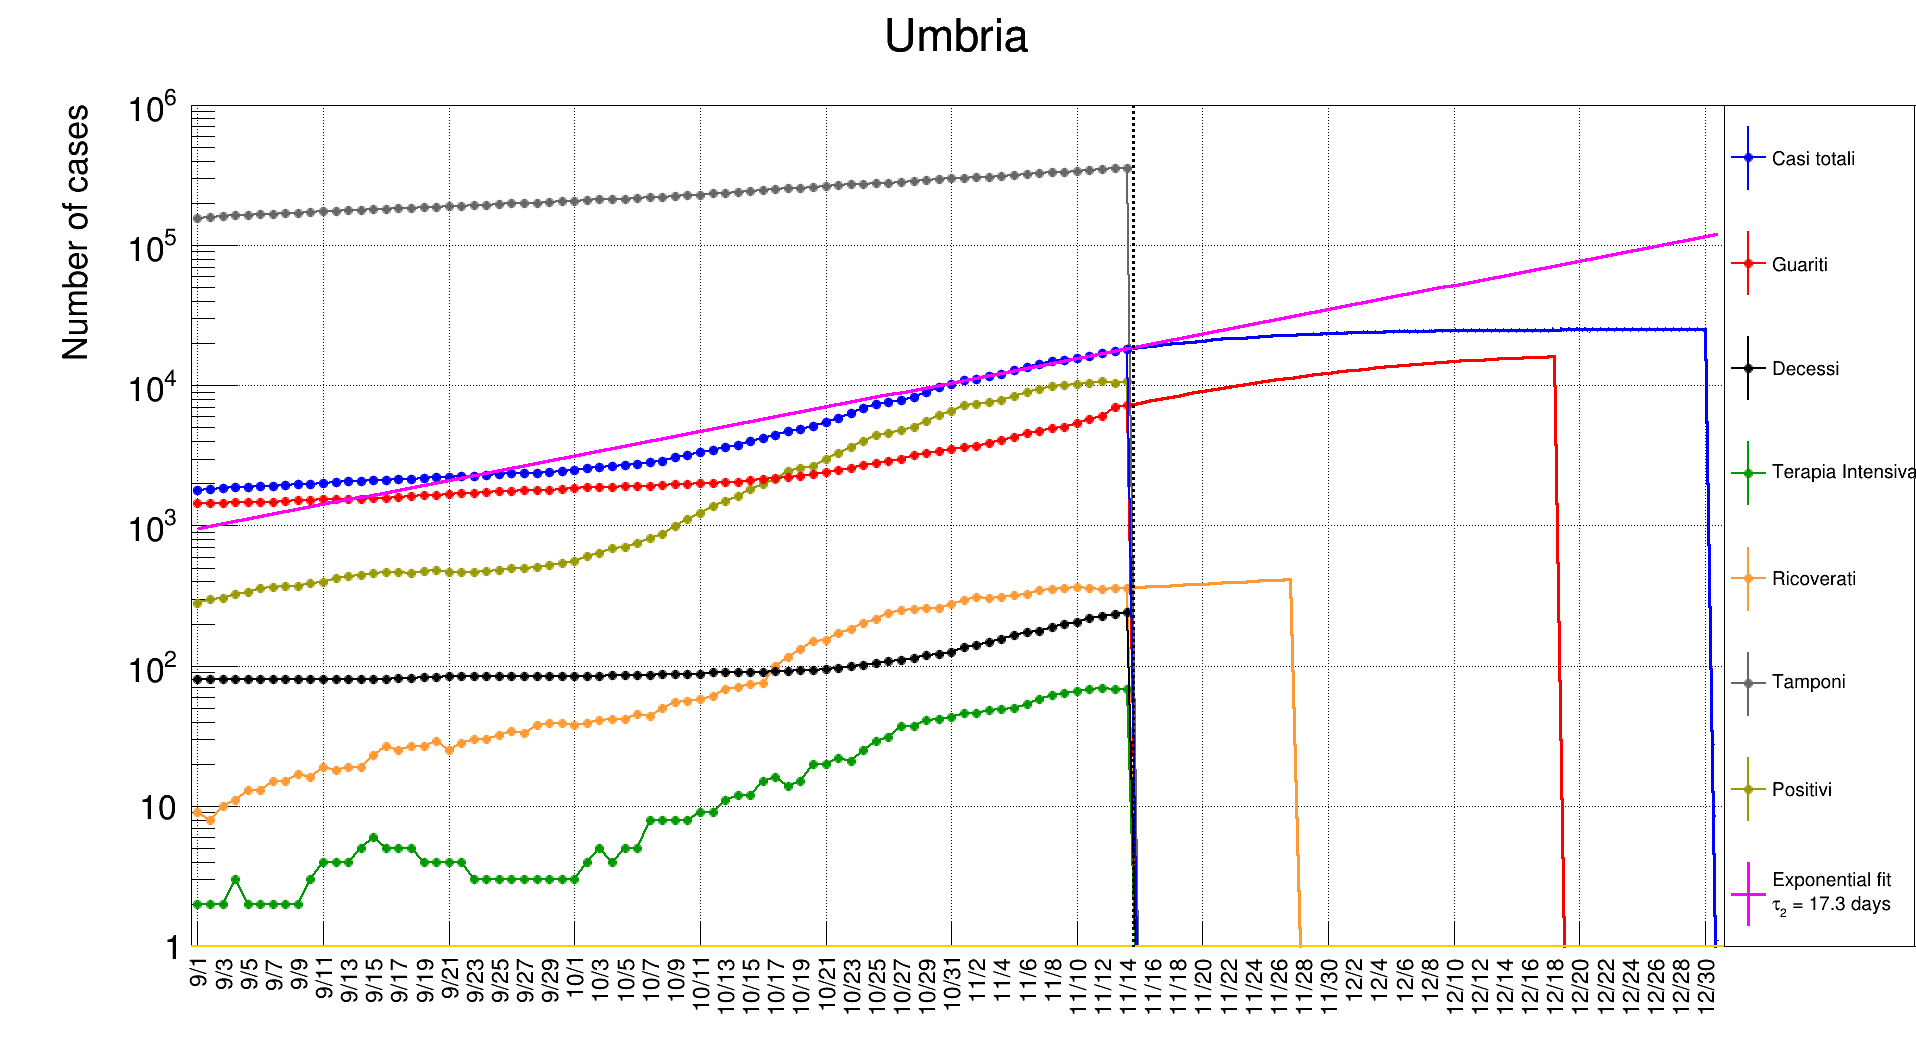 Umbria
Number of cases
10^6
10^5
10^4
10^3
10^2
10
1
9/1 9/3 9/5 9/7 9/9 9/11 9/13 9/15 9/17 9/19 9/21 9/23 9/25 9/27 9/29 10/1 10/3 10/5 10/7 10/9 10/11 10/13 10/15 10/17 10/19 10/21 10/23 10/25 10/27 10/29 10/31 11/2 11/4 11/6 11/8 11/10 11/12 11/14 11/16 11/18 11/20 11/22 11/24 11/26 11/28 11/30 12/2 12/4 12/6 12/8 12/10 12/12 12/14 12/16 12/18 12/20 12/22 12/24 12/26 12/28 12/30
Casi totali
Guariti
Decessi
Terapia Intensiva
Ricoverati
Tamponi
Positivi
Exponential fit
τ_2 = 17.3 days